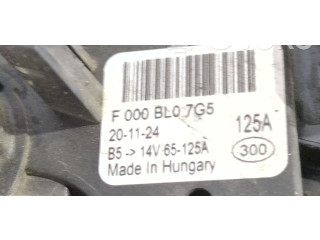 F 000 BL0 7G5
20-11-24 125A
B5 -> 14V 65-125A 300
Made In Hungary